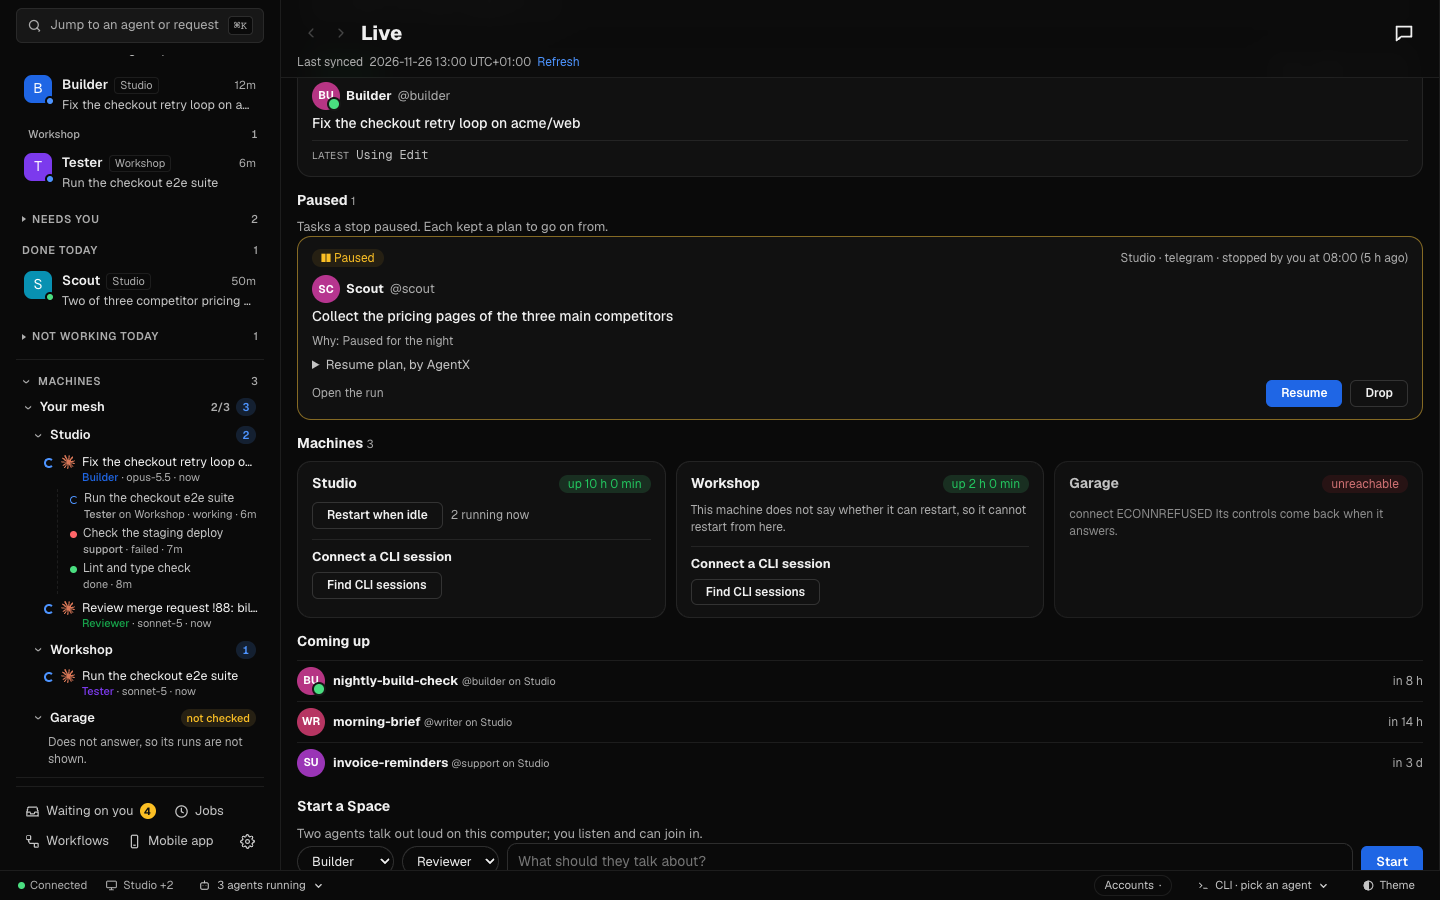 Jump to an agent or request ⌘K
B Builder Studio 12m
Fix the checkout retry loop on a...
Workshop 1
T Tester Workshop 6m
Run the checkout e2e suite
NEEDS YOU 2
DONE TODAY 1
S Scout Studio 50m
Two of three competitor pricing ...
NOT WORKING TODAY 1
MACHINES 3
Your mesh 2/3 3
Studio 2
Fix the checkout retry loop o...
Builder · opus-5.5 · now
Run the checkout e2e suite
Tester on Workshop · working · 6m
Check the staging deploy
support · failed · 7m
Lint and type check
done · 8m
Review merge request !88: bil...
Reviewer · sonnet-5 · now
Workshop 1
Run the checkout e2e suite
Tester · sonnet-5 · now
Garage not checked
Does not answer, so its runs are not
shown.
Waiting on you 4 Jobs
Workflows Mobile app
Live
Last synced 2026-11-26 13:00 UTC+01:00 Refresh
BU Builder @builder
Fix the checkout retry loop on acme/web
LATEST Using Edit
Paused 1
Tasks a stop paused. Each kept a plan to go on from.
Paused Studio · telegram · stopped by you at 08:00 (5 h ago)
SC Scout @scout
Collect the pricing pages of the three main competitors
Why: Paused for the night
Resume plan, by AgentX
Open the run Resume Drop
Machines 3
Studio up 10 h 0 min
Restart when idle 2 running now
Connect a CLI session
Find CLI sessions
Workshop up 2 h 0 min
This machine does not say whether it can restart, so it cannot
restart from here.
Connect a CLI session
Find CLI sessions
Garage unreachable
connect ECONNREFUSED Its controls come back when it
answers.
Coming up
BU nightly-build-check @builder on Studio in 8 h
WR morning-brief @writer on Studio in 14 h
SU invoice-reminders @support on Studio in 3 d
Start a Space
Two agents talk out loud on this computer; you listen and can join in.
Builder Reviewer What should they talk about? Start
Connected Studio +2 3 agents running Accounts · CLI · pick an agent Theme